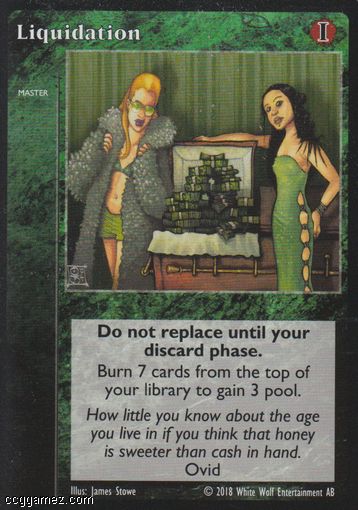 Liquidation
I
MASTER
Do not replace until your
discard phase.
Burn 7 cards from the top of
your library to gain 3 pool.
How little you know about the age
you live in if you think that honey
is sweeter than cash in hand.
Ovid
Illus: James Stowe
© 2018 White Wolf Entertainment AB
ccggamez.com